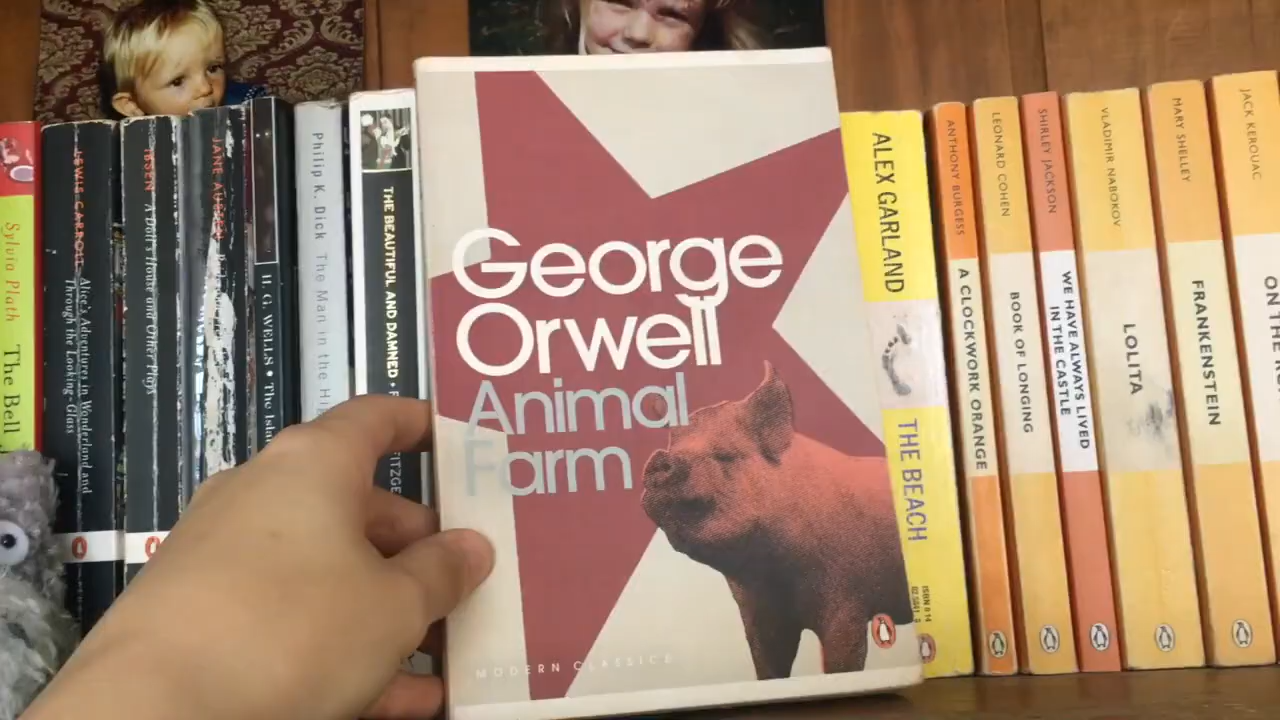 Sylvia Plath The Bell
LEWIS CARROLL Alice's Adventures in Wonderland and
Through the Looking-Glass
IBSEN A Doll's House and Other Plays
JANE AUSTEN
H. G. WELLS • The
Philip K. Dick The Man in the
THE BEAUTIFUL AND DAMNED •
George
Orwell
Animal
Farm
MODERN CLASSICS
ALEX GARLAND THE BEACH
ANTHONY BURGESS A CLOCKWORK ORANGE
LEONARD COHEN BOOK OF LONGING
SHIRLEY JACKSON WE HAVE ALWAYS LIVED
IN THE CASTLE
VLADIMIR NABOKOV LOLITA
MARY SHELLEY FRANKENSTEIN
JACK KEROUAC ON THE